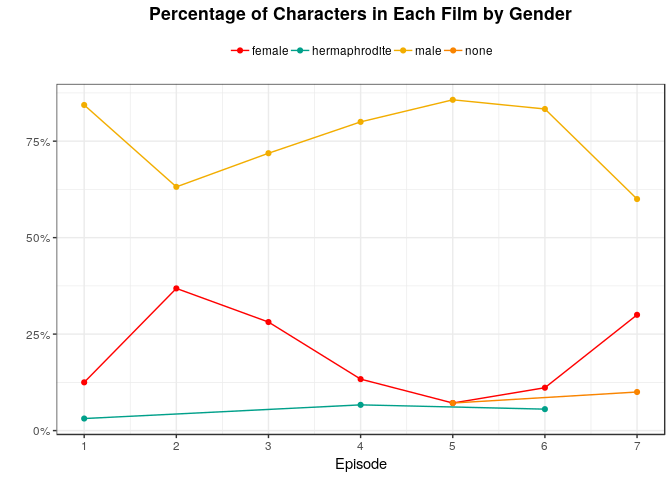 Percentage of Characters in Each Film by Gender
female hermaphrodite male none
75%
50%
25%
0%
1 2 3 4 5 6 7
Episode